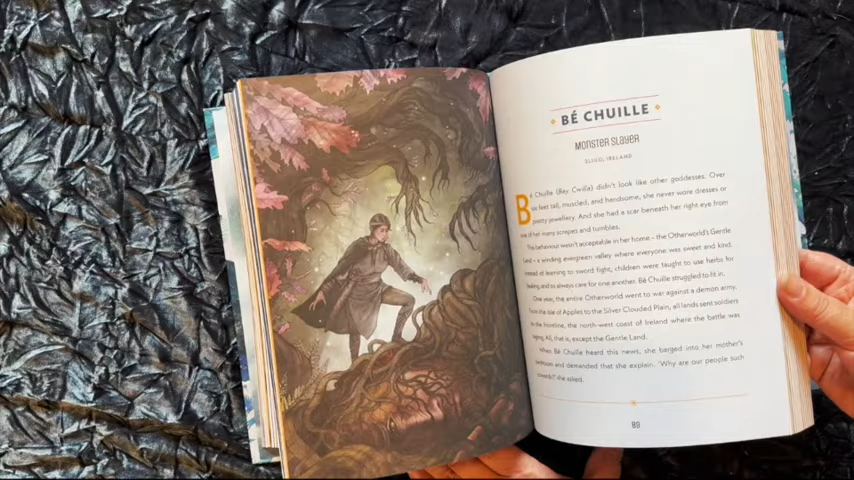 BÉ CHUILLE
MONSTER SLAYER
SLIGO, IRELAND
Bé Chuille (Bey Cwilla) didn't look like other goddesses. Over
six feet tall, muscled, and handsome, she never wore dresses or
pretty jewellery. And she had a scar beneath her right eye from
one of her many scrapes and tumbles.
This behaviour wasn't acceptable in her home – the Otherworld's Gentle
Land – a winding evergreen valley where everyone was sweet and kind.
Instead of learning to sword fight, children were taught to use herbs for
healing and to always care for one another. Bé Chuille struggled to fit in.
One year, the entire Otherworld went to war against a demon army.
From the Isle of Apples to the Silver Clouded Plain, all lands sent soldiers
to the frontline, the north-west coast of Ireland where the battle was
raging. All, that is, except the Gentle Land.
When Bé Chuille heard this news, she barged into her mother's
bedroom and demanded that she explain. 'Why are our people such
cowards?' she asked.
89